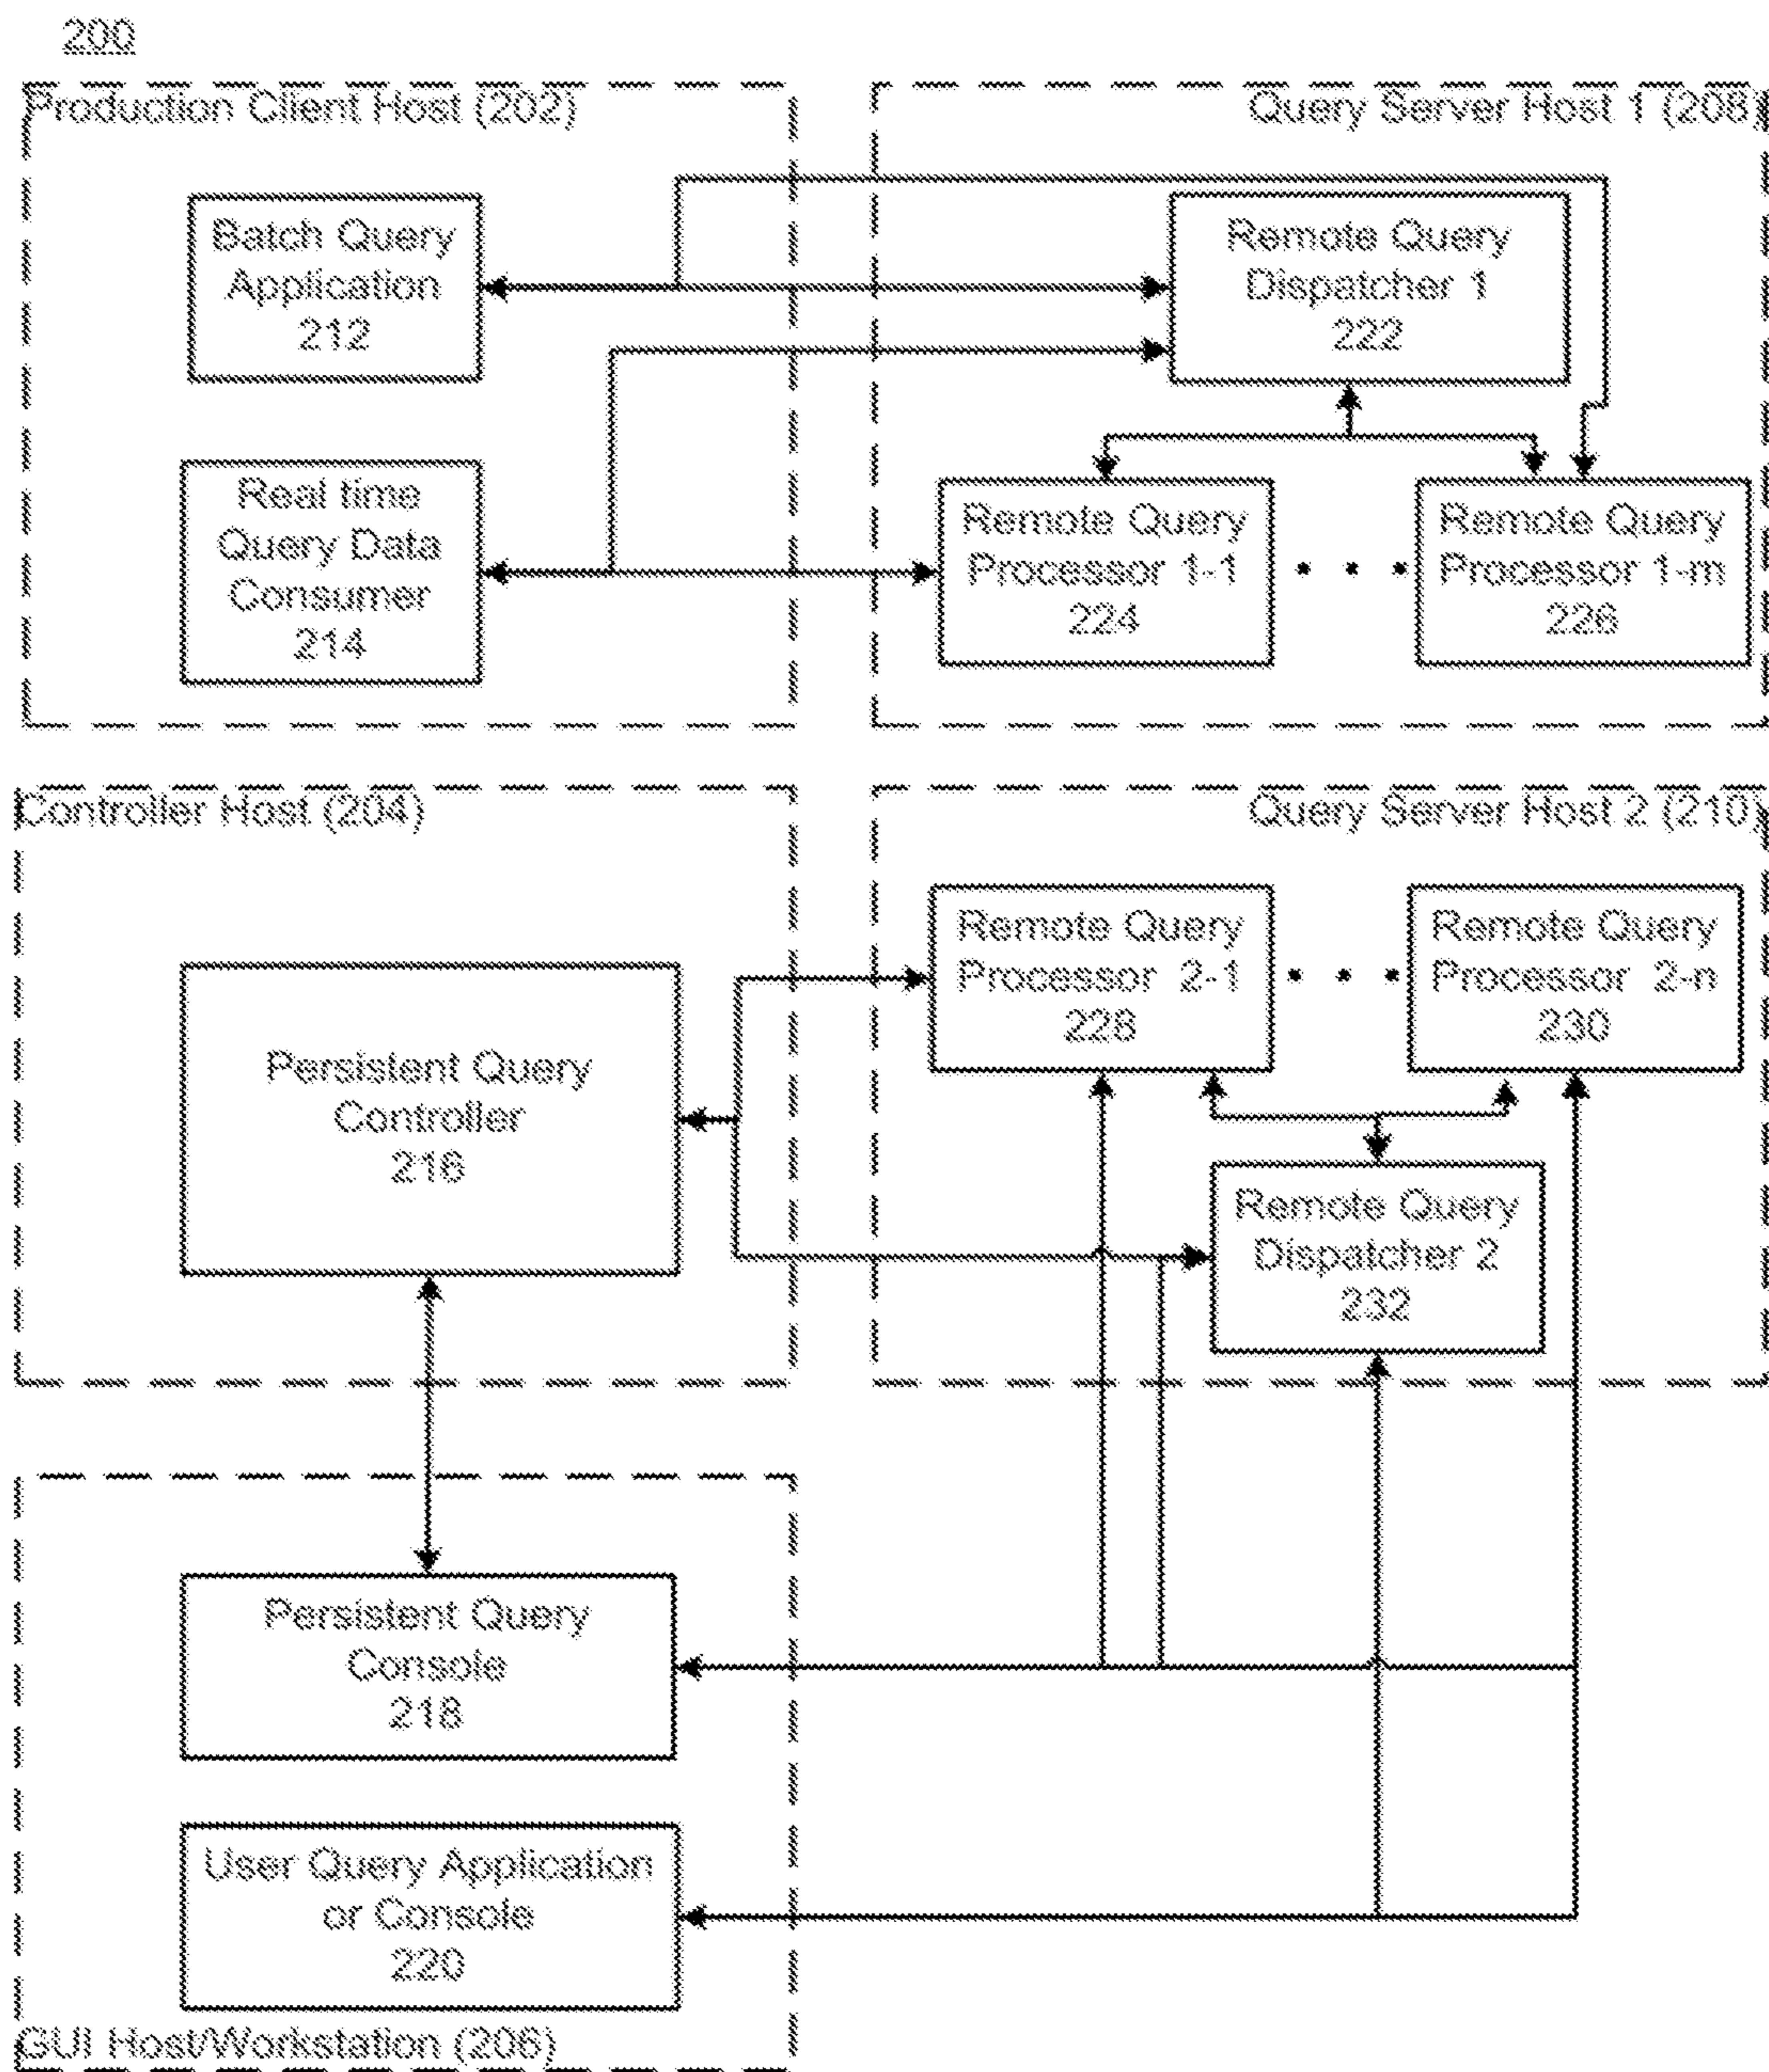 200
Production Client Host (202)
Query Server Host 1 (208)
Batch Query
Application
212
Remote Query
Dispatcher 1
222
Real time
Query Data
Consumer
214
Remote Query
Processor 1-1
224
Remote Query
Processor 1-m
226
Controller Host (204)
Query Server Host 2 (210)
Persistent Query
Controller
216
Remote Query
Processor 2-1
228
Remote Query
Processor 2-n
230
Remote Query
Dispatcher 2
232
Persistent Query
Console
218
User Query Application
or Console
220
GUI Host/Workstation (206)